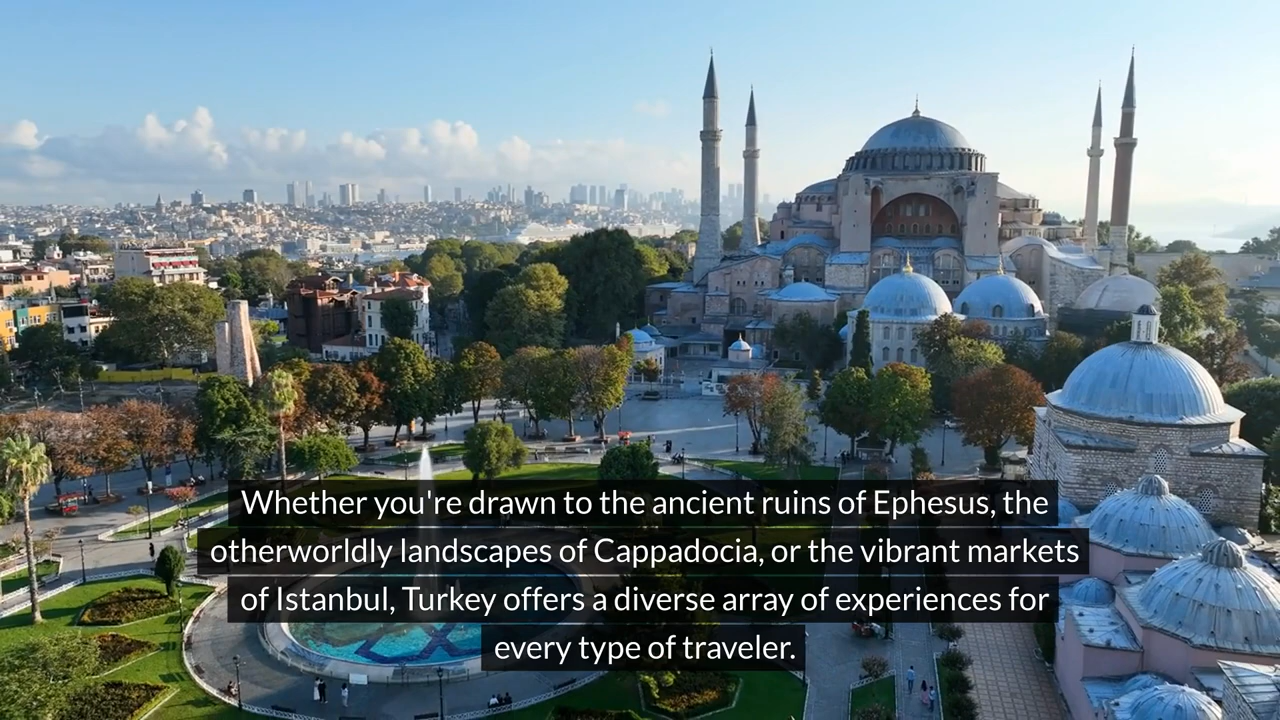 Whether you're drawn to the ancient ruins of Ephesus, the
otherworldly landscapes of Cappadocia, or the vibrant markets
of Istanbul, Turkey offers a diverse array of experiences for
every type of traveler.